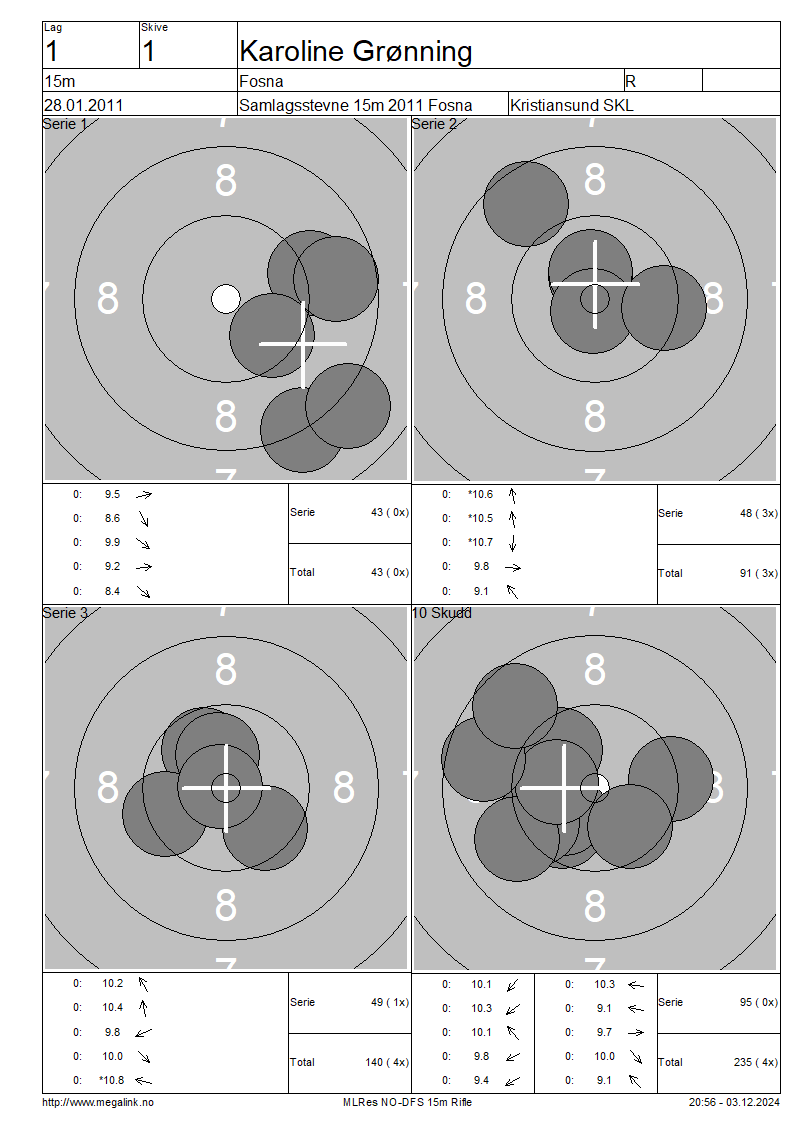 Lag Skive
1 1 Karoline Grønning
15m Fosna R
28.01.2011 Samlagsstevne 15m 2011 Fosna Kristiansund SKL
Serie 1 7 Serie 2 7
8 8
8 8 8
8 8
7 7
0: 9.5 0: *10.6
0: 8.6 Serie 43 ( 0x) 0: *10.5 Serie 48 ( 3x)
0: 9.9 0: *10.7
0: 9.2 Total 43 ( 0x) 0: 9.8 Total 91 ( 3x)
0: 8.4 0: 9.1
Serie 3 7 10 Skudd 7
8 8
8 8 8
8 8
7 7
0: 10.2 0: 10.1 0: 10.3
0: 10.4 Serie 49 ( 1x) 0: 10.3 0: 9.1 Serie 95 ( 0x)
0: 9.8 0: 10.1 0: 9.7
0: 10.0 Total 140 ( 4x) 0: 9.8 0: 10.0 Total 235 ( 4x)
0: *10.8 0: 9.4 0: 9.1
http://www.megalink.no MLRes NO-DFS 15m Rifle 20:56 - 03.12.2024